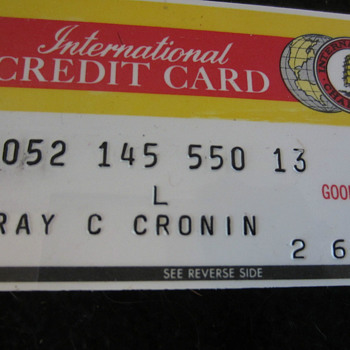 International
CREDIT CARD
052 145 550 13
L
RAY C CRONIN
2 6
SEE REVERSE SIDE